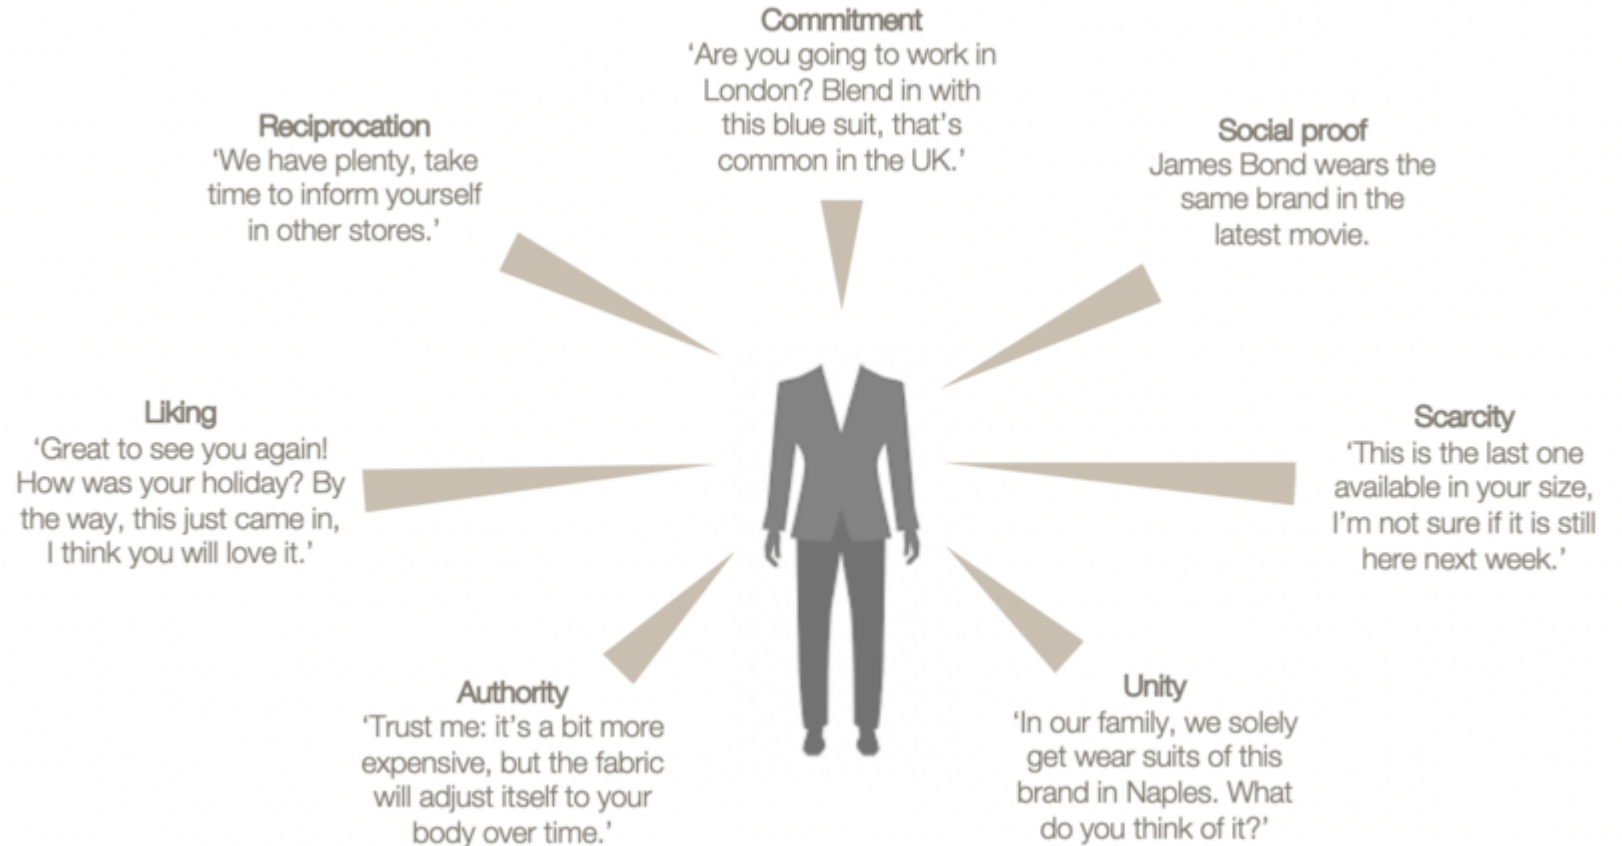 Commitment
‘Are you going to work in
London? Blend in with
this blue suit, that’s
common in the UK.’
Reciprocation
‘We have plenty, take
time to inform yourself
in other stores.’
Social proof
James Bond wears the
same brand in the
latest movie.
Liking
‘Great to see you again!
How was your holiday? By
the way, this just came in,
I think you will love it.’
Scarcity
‘This is the last one
available in your size,
I’m not sure if it is still
here next week.’
Authority
‘Trust me: it’s a bit more
expensive, but the fabric
will adjust itself to your
body over time.’
Unity
‘In our family, we solely
get wear suits of this
brand in Naples. What
do you think of it?’